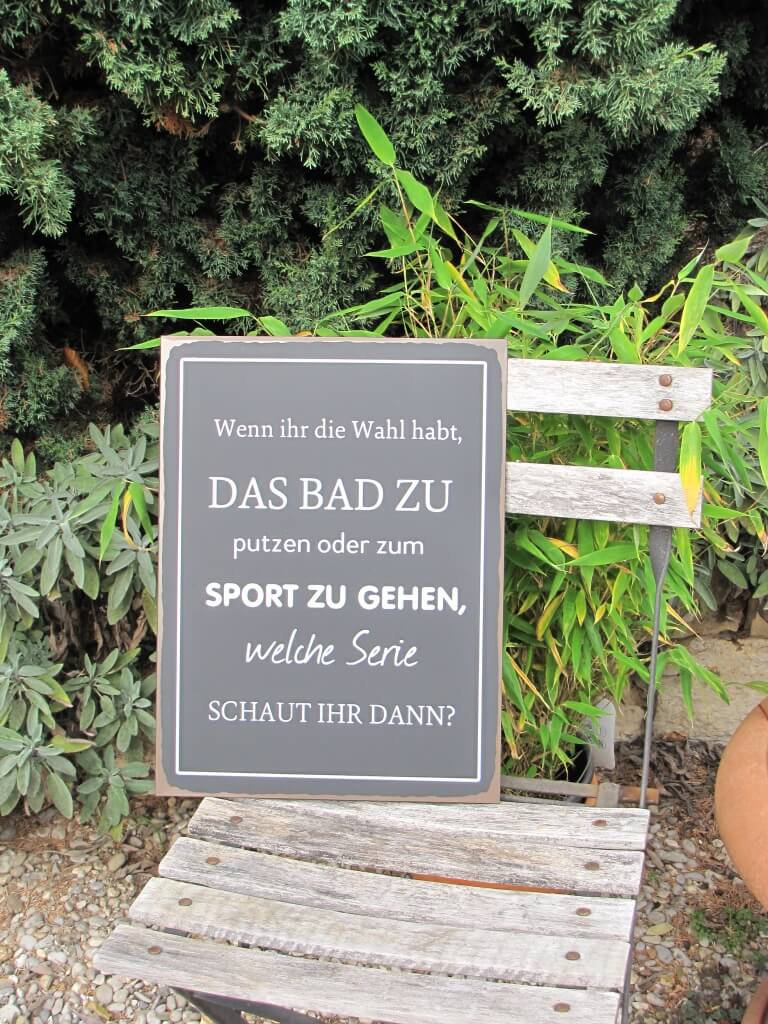 Wenn ihr die Wahl habt,
DAS BAD ZU
putzen oder zum
SPORT ZU GEHEN,
welche Serie
SCHAUT IHR DANN?